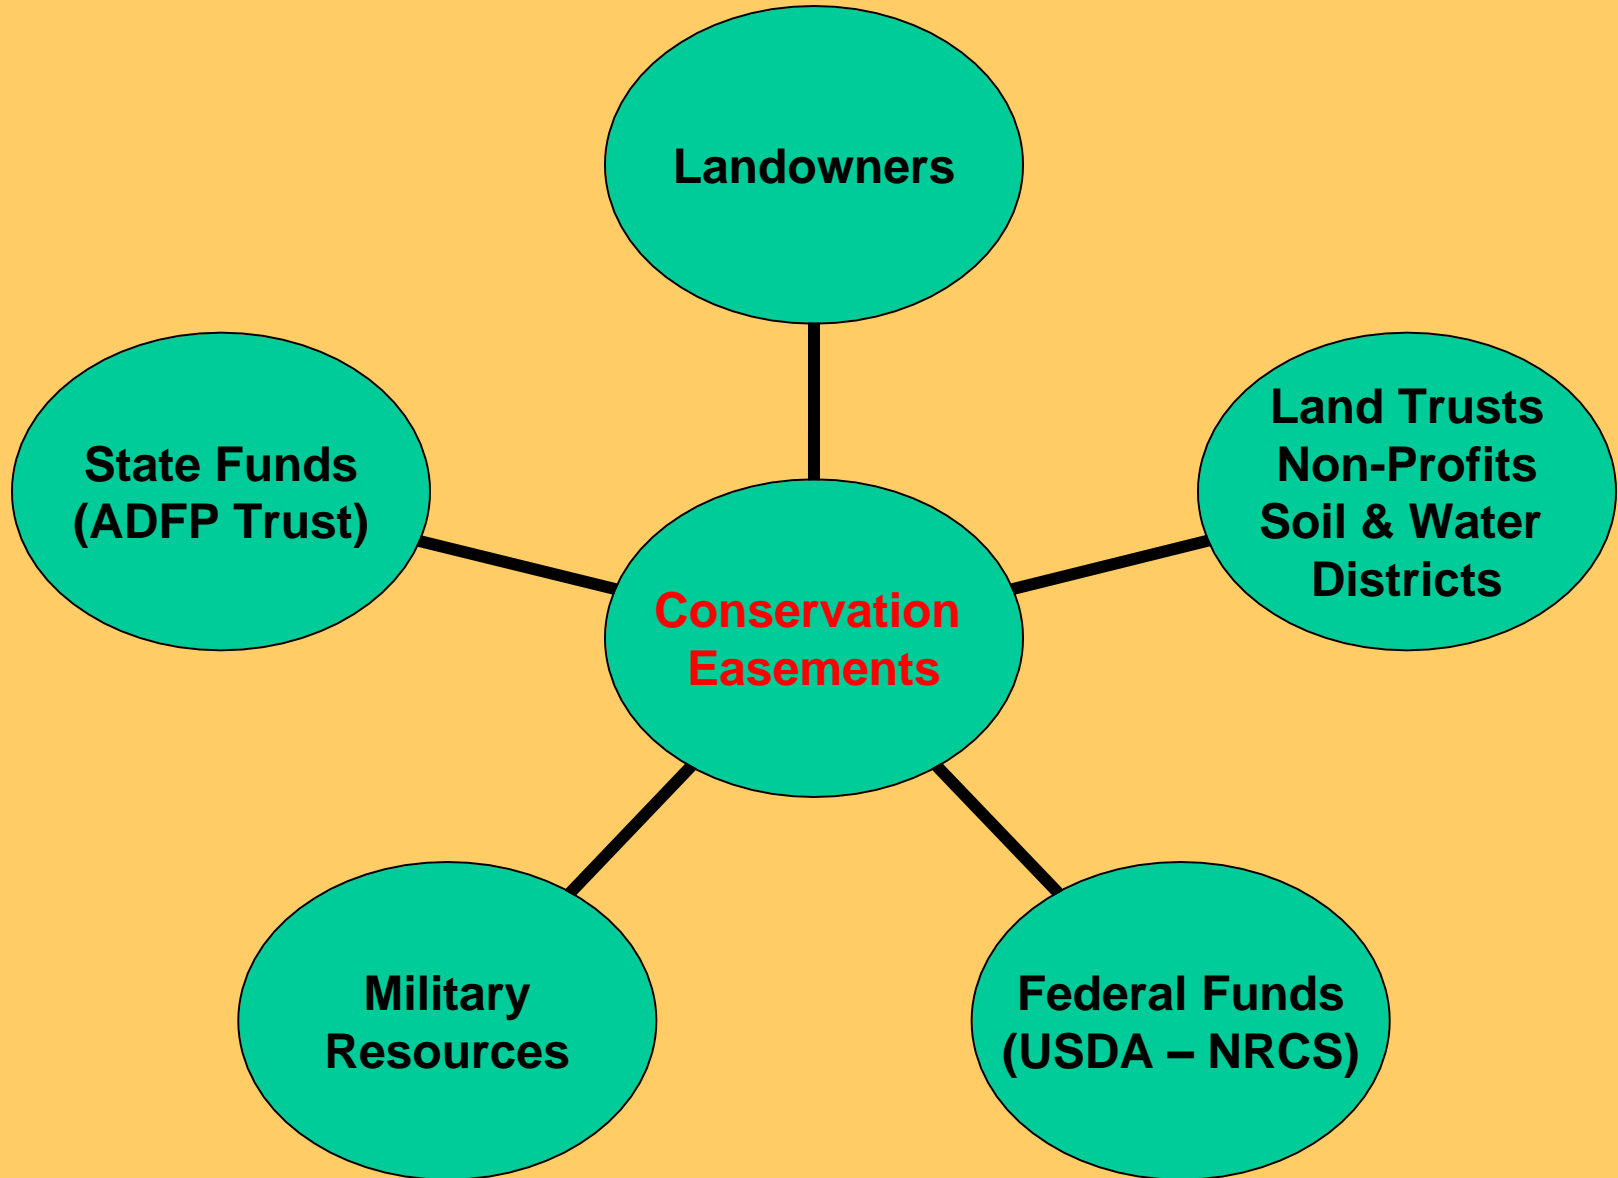 Landowners
State Funds
(ADFP Trust)
Land Trusts
Non-Profits
Soil & Water
Districts
Conservation
Easements
Military
Resources
Federal Funds
(USDA – NRCS)